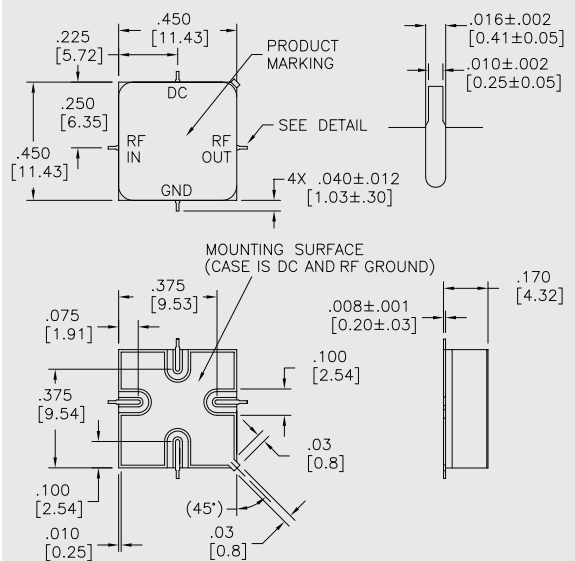 .450
[11.43]
.225
[5.72]
PRODUCT
MARKING
.016±.002
[0.41±0.05]
.010±.002
[0.25±0.05]
DC
.250
[6.35]
.450
[11.43]
RF
IN
RF
OUT
SEE DETAIL
GND
4X .040±.012
[1.03±.30]
MOUNTING SURFACE
(CASE IS DC AND RF GROUND)
.375
[9.53]
.075
[1.91]
.170
[4.32]
.008±.001
[0.20±.03]
.100
[2.54]
.375
[9.54]
.03
[0.8]
.100
[2.54]
(45°)
.010
[0.25]
.03
[0.8]